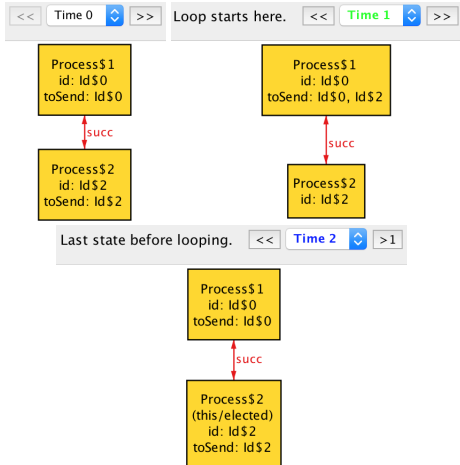 << Time 0 >>
Process$1
id: Id$0
toSend: Id$0
succ
Process$2
id: Id$2
toSend: Id$2
Loop starts here. << Time 1 >>
Process$1
id: Id$0
toSend: Id$0, Id$2
succ
Process$2
id: Id$2
Last state before looping. << Time 2 >1
Process$1
id: Id$0
toSend: Id$0
succ
Process$2
(this/elected)
id: Id$2
toSend: Id$2